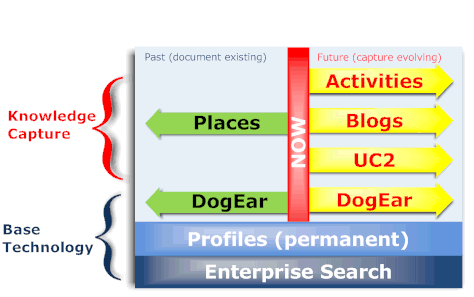 Past (document existing)
Future (capture evolving)
Activities
Knowledge
Capture
Places
NOW
Blogs
UC2
DogEar
DogEar
Base
Technology
Profiles (permanent)
Enterprise Search